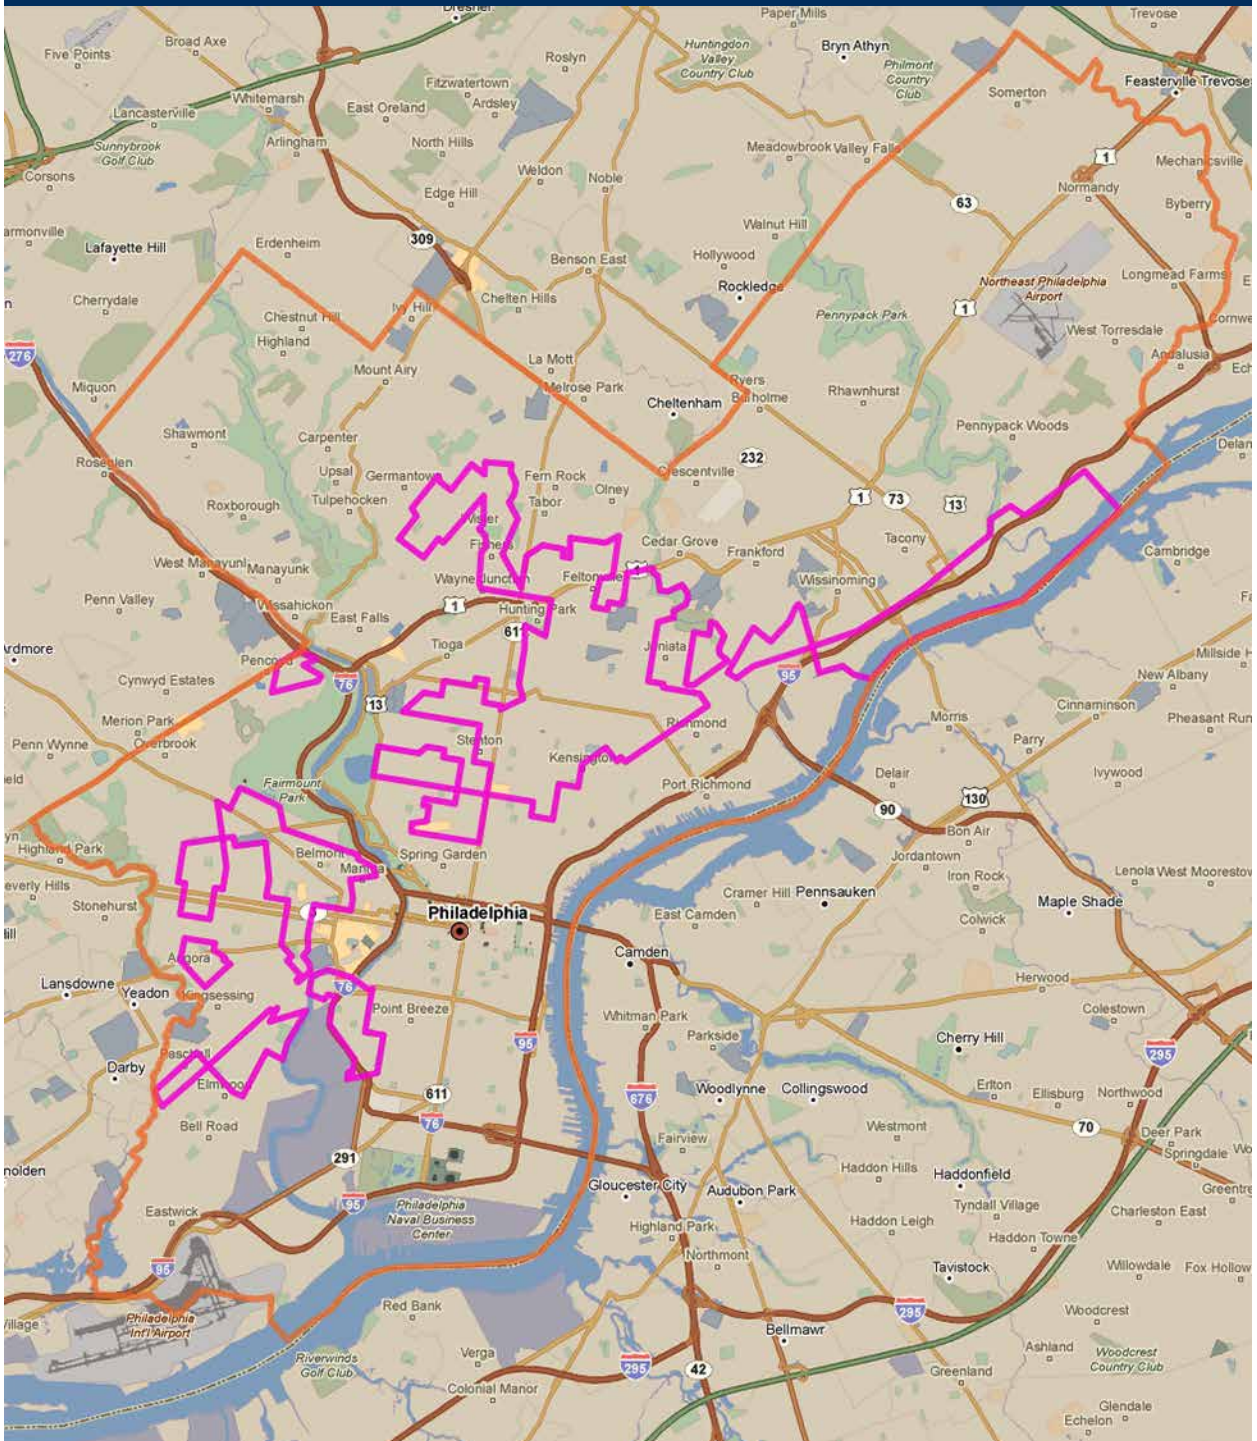 Dresher
Paper Mills
Trevose
Broad Axe
Five Points
Roslyn
Huntingdon
Valley
Country Club
Bryn Athyn
Philmont
Country
Club
Fitzwatertown
Feasterville Trevose
Whitemarsh
East Oreland
Ardsley
Somerton
Lancasterville
Sunnybrook
Golf Club
Arlingham
North Hills
Meadowbrook
1
Mechanicsville
Corsons
Weldon
Noble
Edge Hill
Normandy
63
Byberry
Lafayette Hill
Erdenheim
309
Walnut Hill
Benson East
Hollywood
Rockledge
Northeast Philadelphia
Airport
Longmead Farms
Cherrydale
Chelten Hills
Ivy Hill
1
Pennypack Park
Chestnut Hill
Highland
West Torresdale
276
Andalusia
La Mott
Mount Airy
Miquon
Melrose Park
Ryers
Burholme
Rhawnhurst
Cheltenham
Shawmont
Carpenter
Pennypack Woods
232
Upsal
Germantown
Fern Rock
Crescentville
Roxborough
Tulpehocken
Tabor
Olney
1
73
13
Wister
Fishers
Cedar Grove
Frankford
Tacony
Cambridge
West Manayunk
Manayunk
Wayne Junction
Feltonville
Wissinoming
Penn Valley
Wissahickon
East Falls
1
Hunting Park
611
Tioga
Juniata
Pencoyd
76
95
Cynwyd Estates
New Albany
13
Merion Park
Overbrook
Richmond
Morris
Cinnaminson
Penn Wynne
Stenton
Kensington
Parry
Fairmount
Park
Port Richmond
Delair
Ivywood
130
90
Highland Park
Belmont
Spring Garden
Bon Air
Jordantown
Mantua
Iron Rock
Lenola
West Moorestown
Stonehurst
Cramer Hill
Pennsauken
Maple Shade
Philadelphia
East Camden
Colwick
Angora
Camden
Lansdowne
Yeadon
Kingsessing
76
Herwood
Point Breeze
Whitman Park
Colestown
95
Parkside
Cherry Hill
295
Paschall
Darby
Elmwood
611
676
Woodlynne
Collingswood
Erlton
Ellisburg
Northwood
Bell Road
76
Fairview
Westmont
70
Deer Park
291
Springdale
Haddon Hills
Haddonfield
Gloucester City
Audubon Park
Eastwick
95
Philadelphia
Naval Business
Center
Tyndall Village
Charleston East
Highland Park
Haddon Leigh
Haddon Towne
Northmont
95
Tavistock
Willowdale
Fox Hollow
Philadelphia
Int'l Airport
Red Bank
295
Woodcrest
Bellmawr
Verga
Riverwinds
Golf Club
295
42
Ashland
Woodcrest
Country Club
Colonial Manor
Greenland
Glendale
Echelon